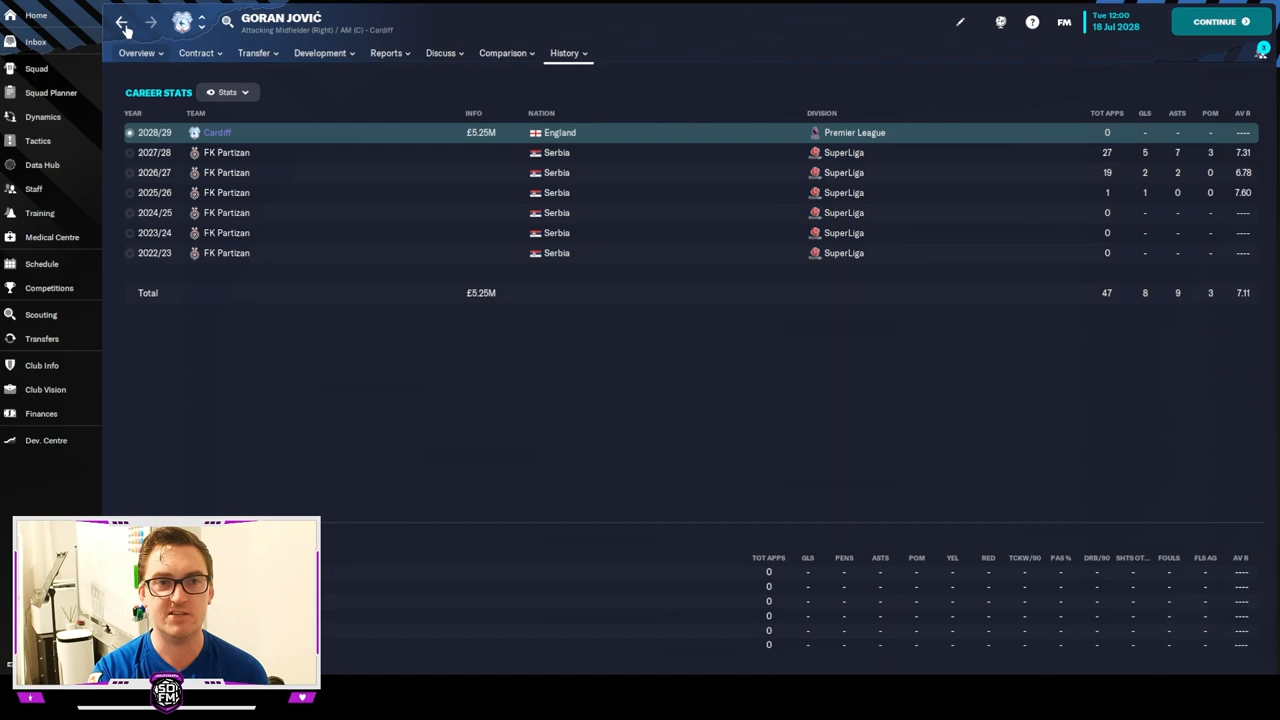 Home
Inbox
Squad
Squad Planner
Dynamics
Tactics
Data Hub
Staff
Training
Medical Centre
Schedule
Competitions
Scouting
Transfers
Club Info
Club Vision
Finances
Dev. Centre
GORAN JOVIĆ
Attacking Midfielder (Right) / AM (C) - Cardiff
FM
Tue 12:00
18 Jul 2028
CONTINUE
3
Overview Contract Transfer Development Reports Discuss Comparison History
CAREER STATS Stats
YEAR TEAM INFO NATION DIVISION TOT APPS GLS ASTS POM AV R
2028/29 Cardiff £5.25M England Premier League 0 - - - ----
2027/28 FK Partizan Serbia SuperLiga 27 5 7 3 7.31
2026/27 FK Partizan Serbia SuperLiga 19 2 2 0 6.78
2025/26 FK Partizan Serbia SuperLiga 1 1 0 0 7.60
2024/25 FK Partizan Serbia SuperLiga 0 - - - ----
2023/24 FK Partizan Serbia SuperLiga 0 - - - ----
2022/23 FK Partizan Serbia SuperLiga 0 - - - ----
Total £5.25M 47 8 9 3 7.11
TOT APPS GLS PENS ASTS POM YEL RED TCKW/90 PAS % DRB/90 SHTS OT... FOULS FLS AG AV R
0 - - - - - - - - - - - - ----
0 - - - - - - - - - - - - ----
0 - - - - - - - - - - - - ----
0 - - - - - - - - - - - - ----
0 - - - - - - - - - - - - ----
0 - - - - - - - - - - - - ----
SD
FM